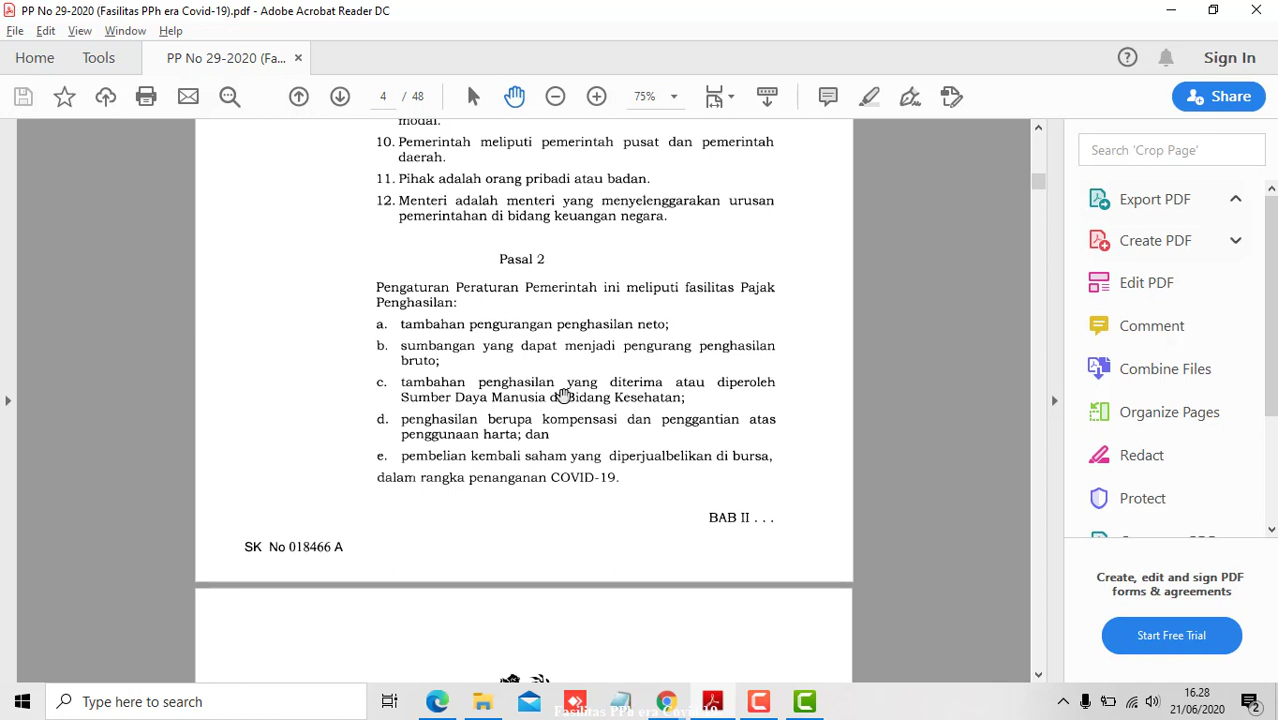 PP No 29-2020 (Fasilitas PPh era Covid-19).pdf - Adobe Acrobat Reader DC
File Edit View Window Help
Home Tools PP No 29-2020 (Fa... Sign In
4 / 48 75% Share
modal.
10. Pemerintah meliputi pemerintah pusat dan pemerintah
daerah.
11. Pihak adalah orang pribadi atau badan.
12. Menteri adalah menteri yang menyelenggarakan urusan
pemerintahan di bidang keuangan negara.
Pasal 2
Pengaturan Peraturan Pemerintah ini meliputi fasilitas Pajak
Penghasilan:
a. tambahan pengurangan penghasilan neto;
b. sumbangan yang dapat menjadi pengurang penghasilan
bruto;
c. tambahan penghasilan yang diterima atau diperoleh
Sumber Daya Manusia di Bidang Kesehatan;
d. penghasilan berupa kompensasi dan penggantian atas
penggunaan harta; dan
e. pembelian kembali saham yang diperjualbelikan di bursa,
dalam rangka penanganan COVID-19.
BAB II . . .
SK No 018466 A
Search 'Crop Page'
Export PDF
Create PDF
Edit PDF
Comment
Combine Files
Organize Pages
Redact
Protect
Create, edit and sign PDF
forms & agreements
Start Free Trial
Type here to search
Fasilitas PPh era Covid-19
16.28
21/06/2020
2